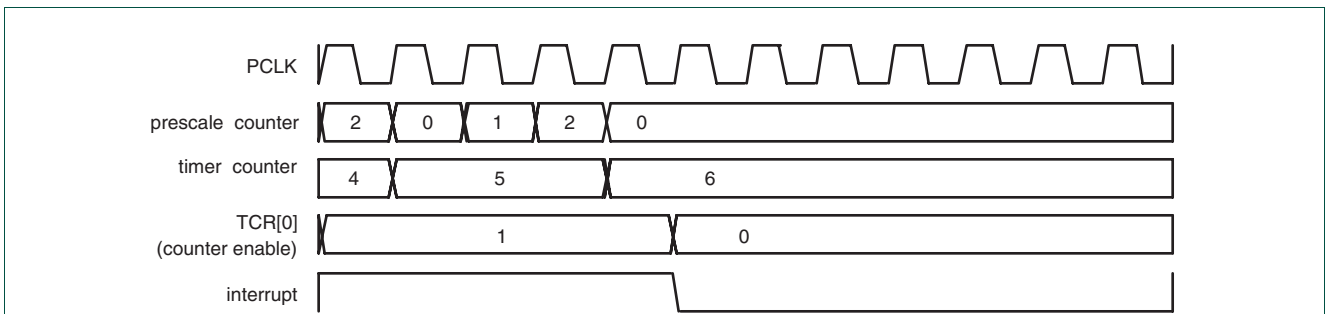 PCLK
prescale counter
2 0 1 2 0
timer counter
4 5 6
TCR[0]
(counter enable)
1 0
interrupt